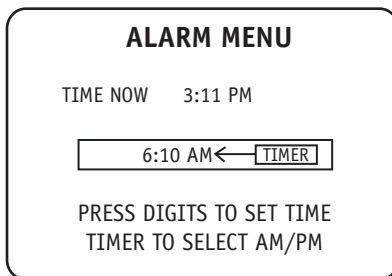 ALARM MENU
TIME NOW 3:11 PM
6:10 AM TIMER
PRESS DIGITS TO SET TIME
TIMER TO SELECT AM/PM